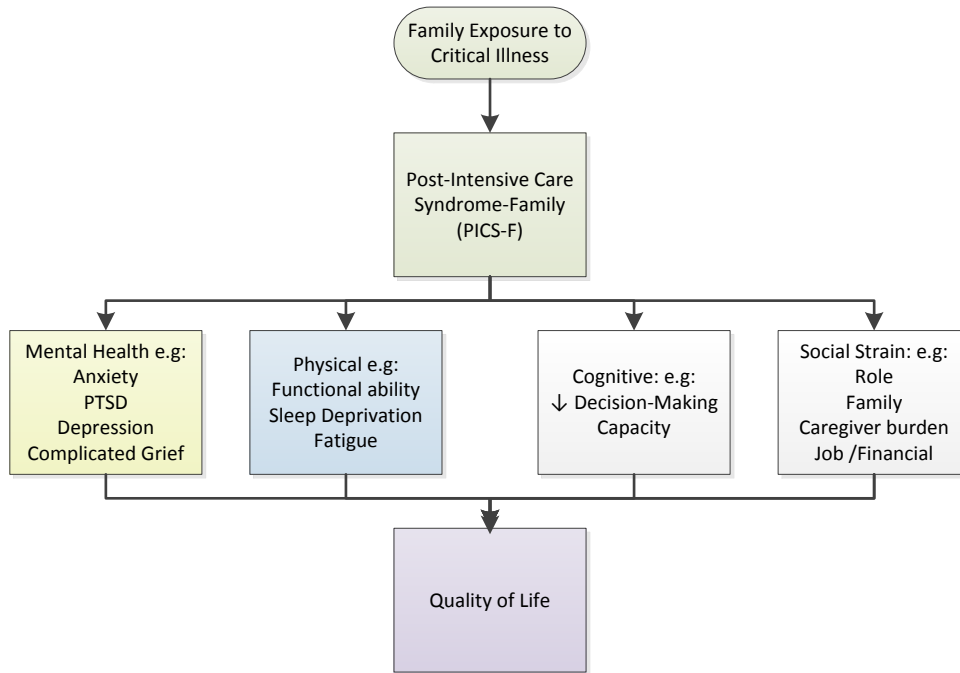 Family Exposure to
Critical Illness
Post-Intensive Care
Syndrome-Family
(PICS-F)
Mental Health e.g:
Anxiety
PTSD
Depression
Complicated Grief
Physical e.g:
Functional ability
Sleep Deprivation
Fatigue
Cognitive: e.g:
↓ Decision-Making
Capacity
Social Strain: e.g:
Role
Family
Caregiver burden
Job /Financial
Quality of Life